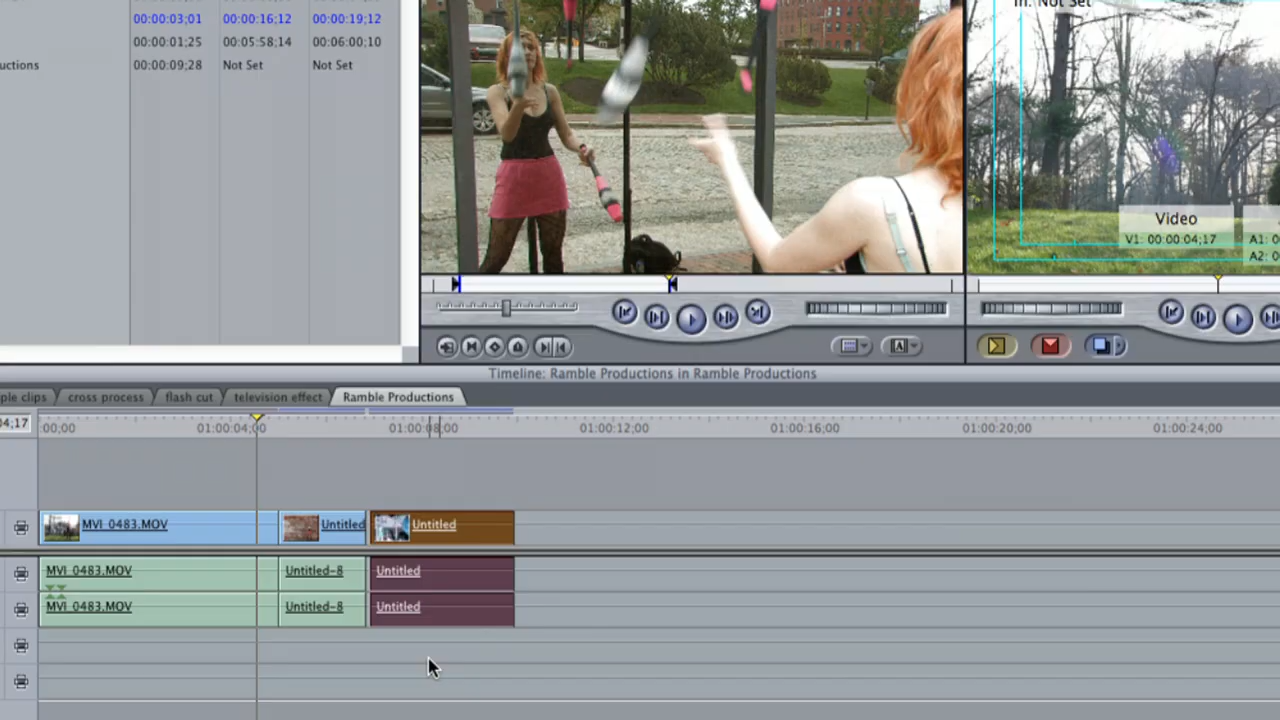 In: Not Set
00:00:03;01 00:00:16;12 00:00:19;12
00:00:01;25 00:05:58;14 00:06:00;10
uctions 00:00:09;28 Not Set Not Set
Video
V1: 00:00:04;17 A1: 0
A2: 0
A
Timeline: Ramble Productions in Ramble Productions
ple clips cross process flash cut television effect Ramble Productions
04;17 :00;00 01:00:04;00 01:00:08;00 01:00:12;00 01:00:16;00 01:00:20;00 01:00:24;00
MVI_0483.MOV Untitled Untitled
MVI_0483.MOV Untitled-8 Untitled
MVI_0483.MOV Untitled-8 Untitled